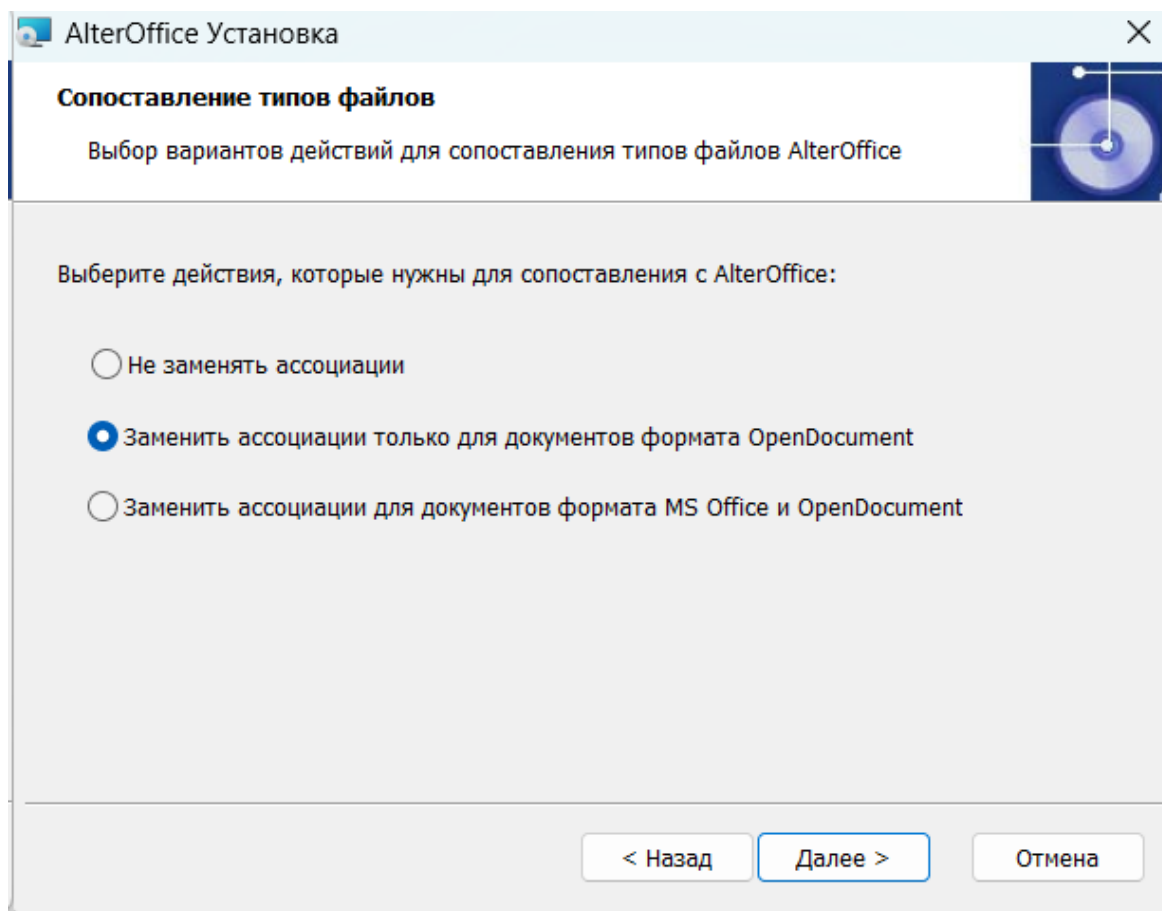 AlterOffice Установка
Сопоставление типов файлов
Выбор вариантов действий для сопоставления типов файлов AlterOffice
Выберите действия, которые нужны для сопоставления с AlterOffice:
Не заменять ассоциации
Заменить ассоциации только для документов формата OpenDocument
Заменить ассоциации для документов формата MS Office и OpenDocument
< Назад Далее > Отмена